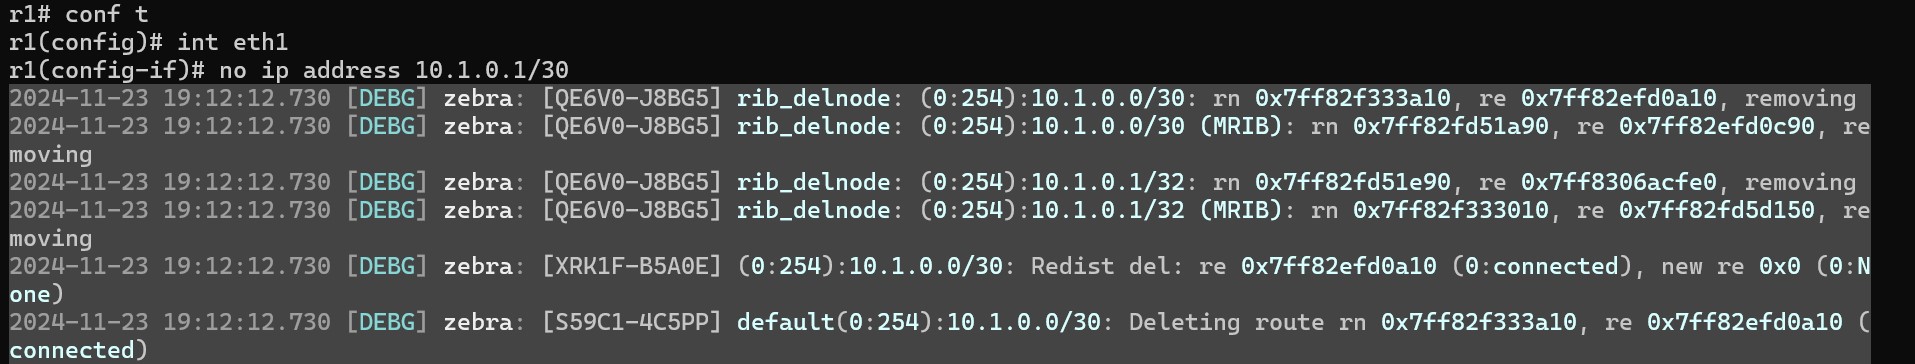 r1# conf t
r1(config)# int eth1
r1(config-if)# no ip address 10.1.0.1/30
2024-11-23 19:12:12.730 [DEBG] zebra: [QE6V0-J8BG5] rib_delnode: (0:254):10.1.0.0/30: rn 0x7ff82f333a10, re 0x7ff82efd0a10, removing
2024-11-23 19:12:12.730 [DEBG] zebra: [QE6V0-J8BG5] rib_delnode: (0:254):10.1.0.0/30 (MRIB): rn 0x7ff82fd51a90, re 0x7ff82efd0c90, re
moving
2024-11-23 19:12:12.730 [DEBG] zebra: [QE6V0-J8BG5] rib_delnode: (0:254):10.1.0.1/32: rn 0x7ff82fd51e90, re 0x7ff8306acfe0, removing
2024-11-23 19:12:12.730 [DEBG] zebra: [QE6V0-J8BG5] rib_delnode: (0:254):10.1.0.1/32 (MRIB): rn 0x7ff82f333010, re 0x7ff82fd5d150, re
moving
2024-11-23 19:12:12.730 [DEBG] zebra: [XRK1F-B5A0E] (0:254):10.1.0.0/30: Redist del: re 0x7ff82efd0a10 (0:connected), new re 0x0 (0:N
one)
2024-11-23 19:12:12.730 [DEBG] zebra: [S59C1-4C5PP] default(0:254):10.1.0.0/30: Deleting route rn 0x7ff82f333a10, re 0x7ff82efd0a10 (
connected)